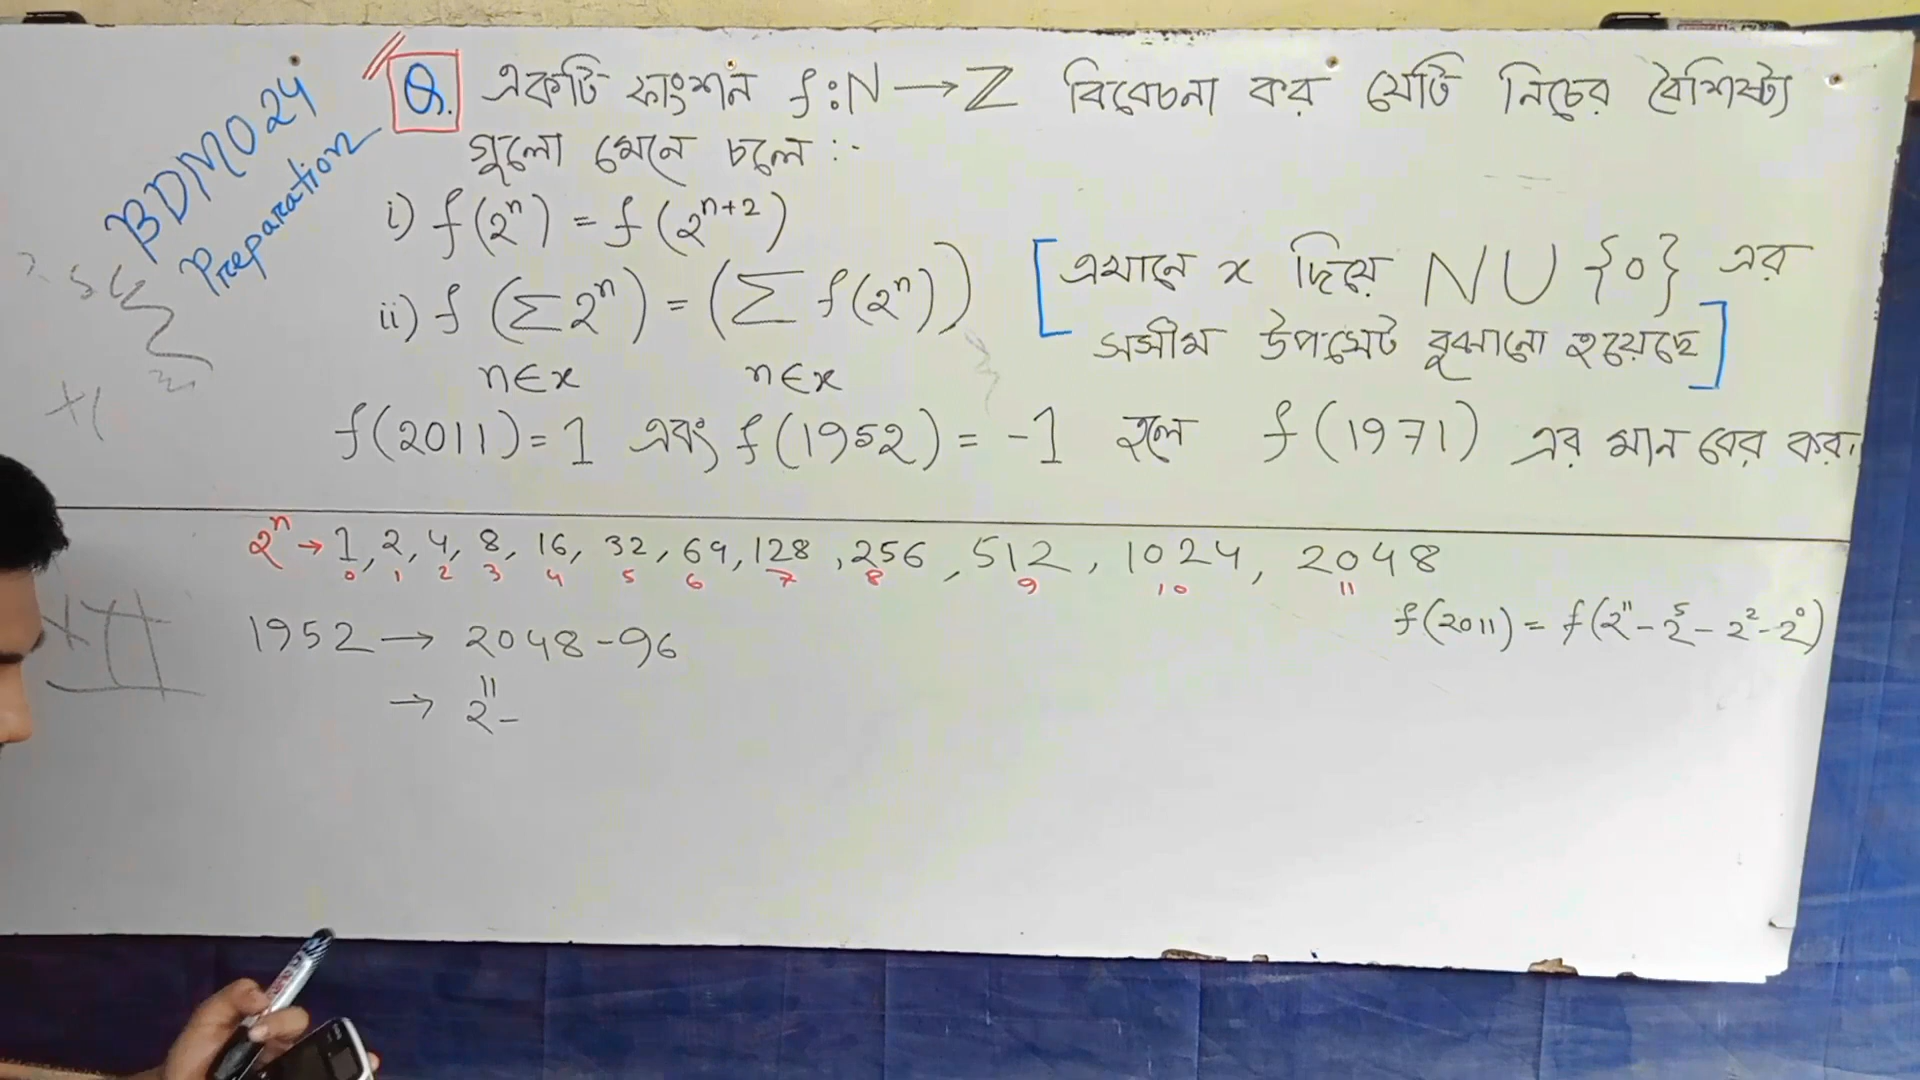 BDMO 24
Preparation
Q. একটি ফাংশন f:N→Z বিবেচনা কর যেটি নিচের বৈশিষ্ট্য
গুলো মেনে চলে :-
i) f(2ⁿ) = f(2ⁿ⁺²)
ii) f (∑2ⁿ) = (∑ f(2ⁿ))
n∈x n∈x
[এখানে x দিয়ে N∪{0} এর
সসীম উপসেট বুঝানো হয়েছে]
f(2011) = 1 এবং f(1952) = -1 হলে f(1971) এর মান বের কর।
2ⁿ → 1, 2, 4, 8, 16, 32, 64, 128, 256, 512, 1024, 2048
0 1 2 3 4 5 6 7 8 9 10 11
f(2011) = f(2¹¹ - 2⁵ - 2² - 2⁰)
1952 → 2048 - 96
→ 2¹¹ -